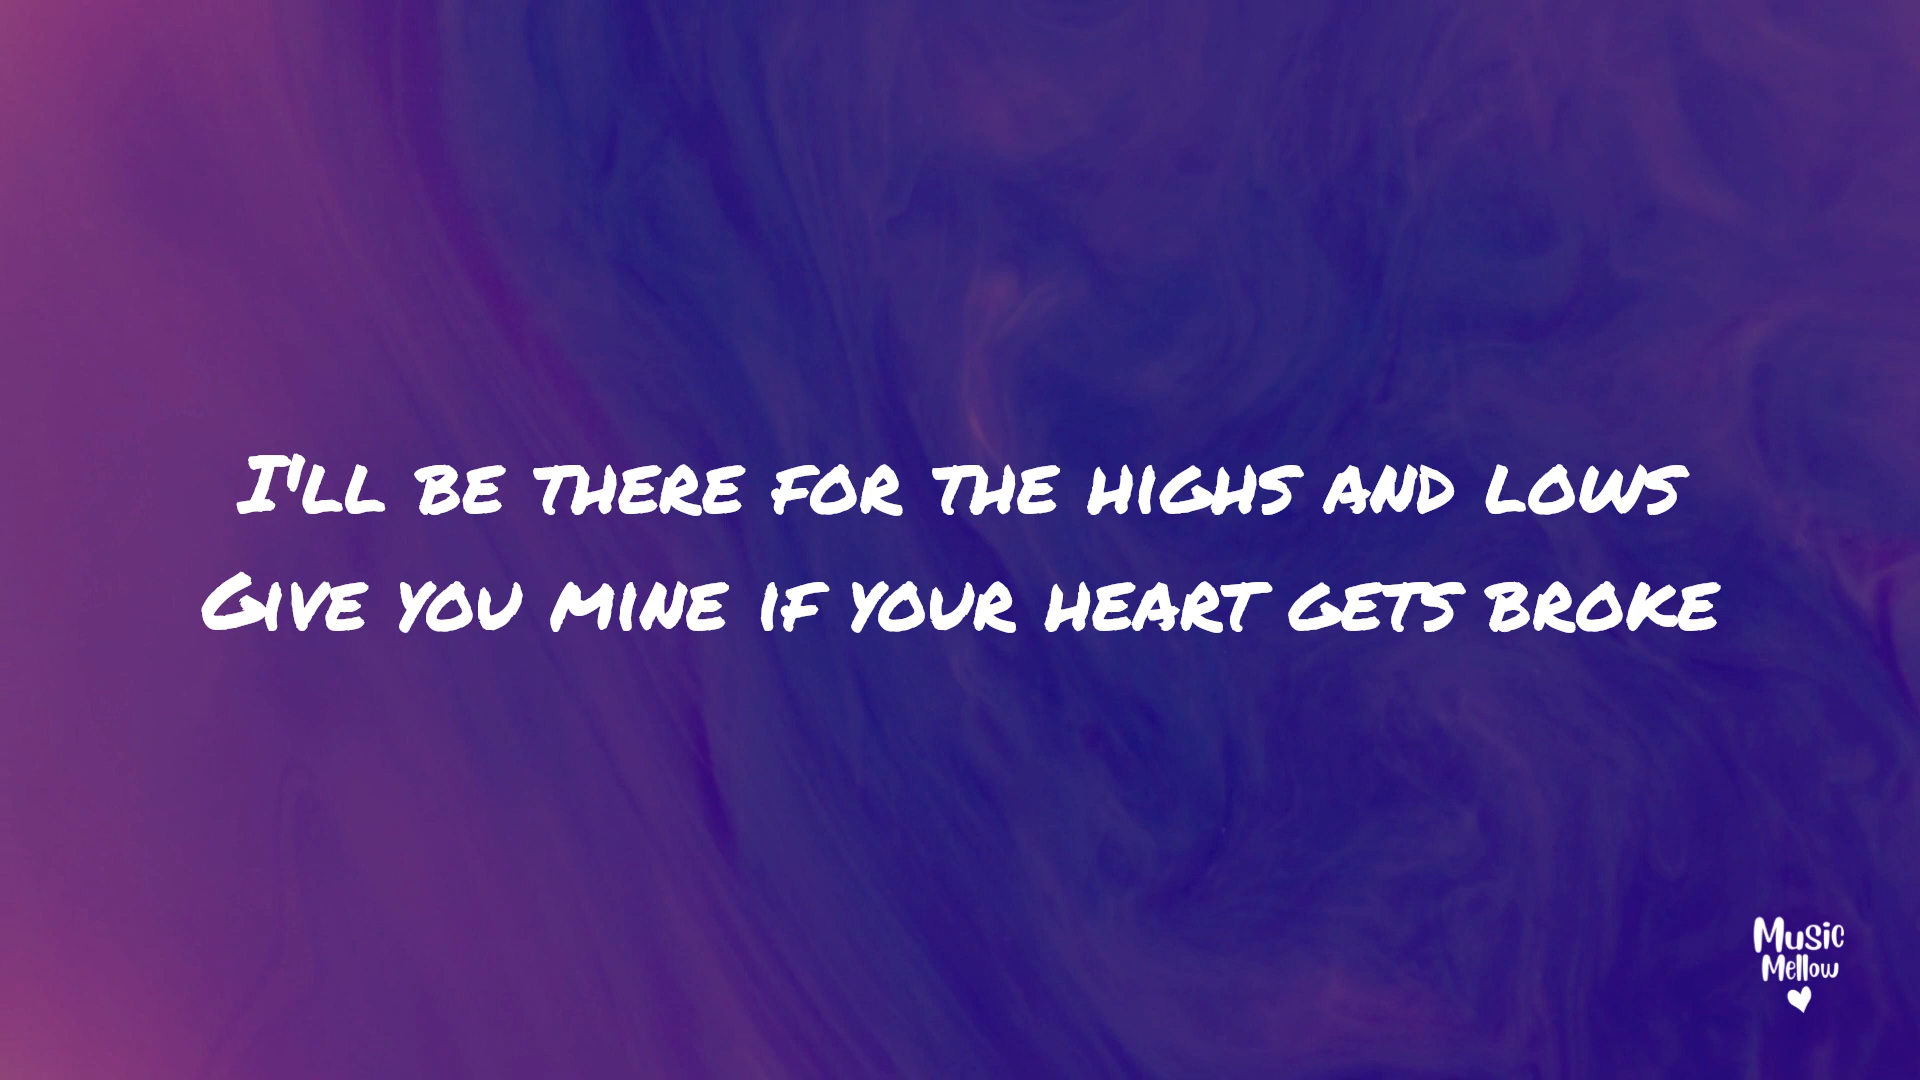 I'll be there for the highs and lows
Give you mine if your heart gets broke
Music
Mellow